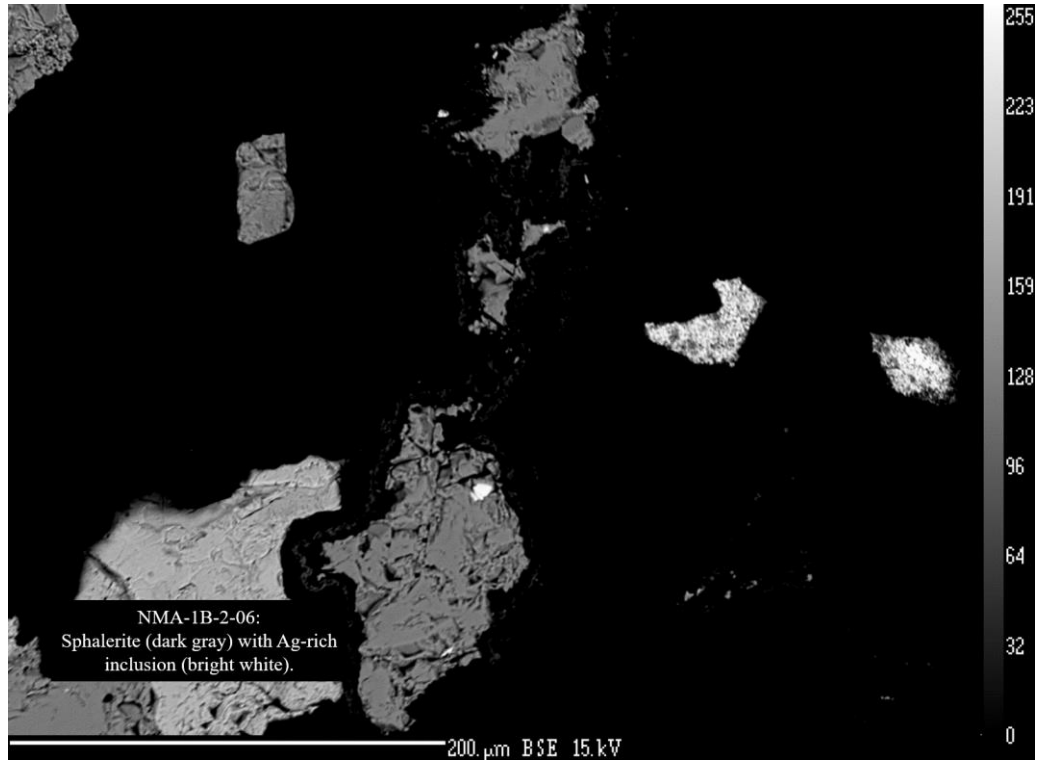 255
223
191
159
128
96
64
32
0
NMA-1B-2-06:
Sphalerite (dark gray) with Ag-rich
inclusion (bright white).
200. µm BSE 15. kV